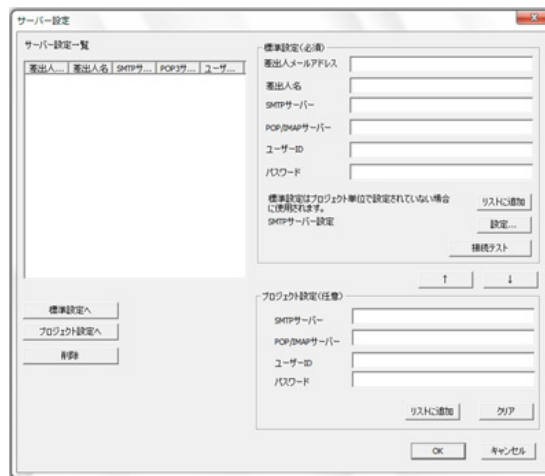 サーバー設定
サーバー設定一覧
差出人... 差出人名 SMTPサ... POP3サ... ユーザ...
標準設定へ
プロジェクト設定へ
削除
標準設定(必須)
差出人メールアドレス
差出人名
SMTPサーバー
POP/IMAPサーバー
ユーザーID
パスワード
標準設定はプロジェクト単位で設定されていない場合
に使用されます。
リストに追加
SMTPサーバー設定
設定...
接続テスト
↑ ↓
プロジェクト設定(任意)
SMTPサーバー
POP/IMAPサーバー
ユーザーID
パスワード
リストに追加 クリア
OK キャンセル